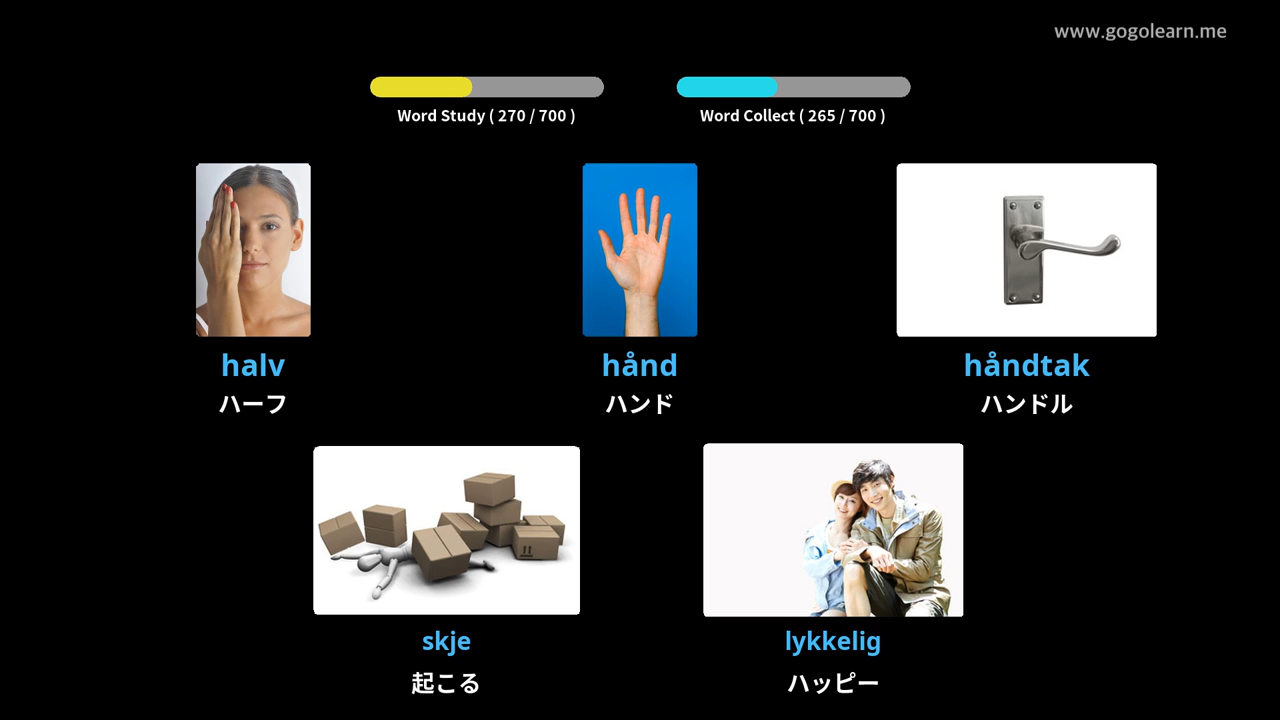 www.gogolearn.me
Word Study ( 270 / 700 )
Word Collect ( 265 / 700 )
halv
ハーフ
hånd
ハンド
håndtak
ハンドル
skje
起こる
lykkelig
ハッピー